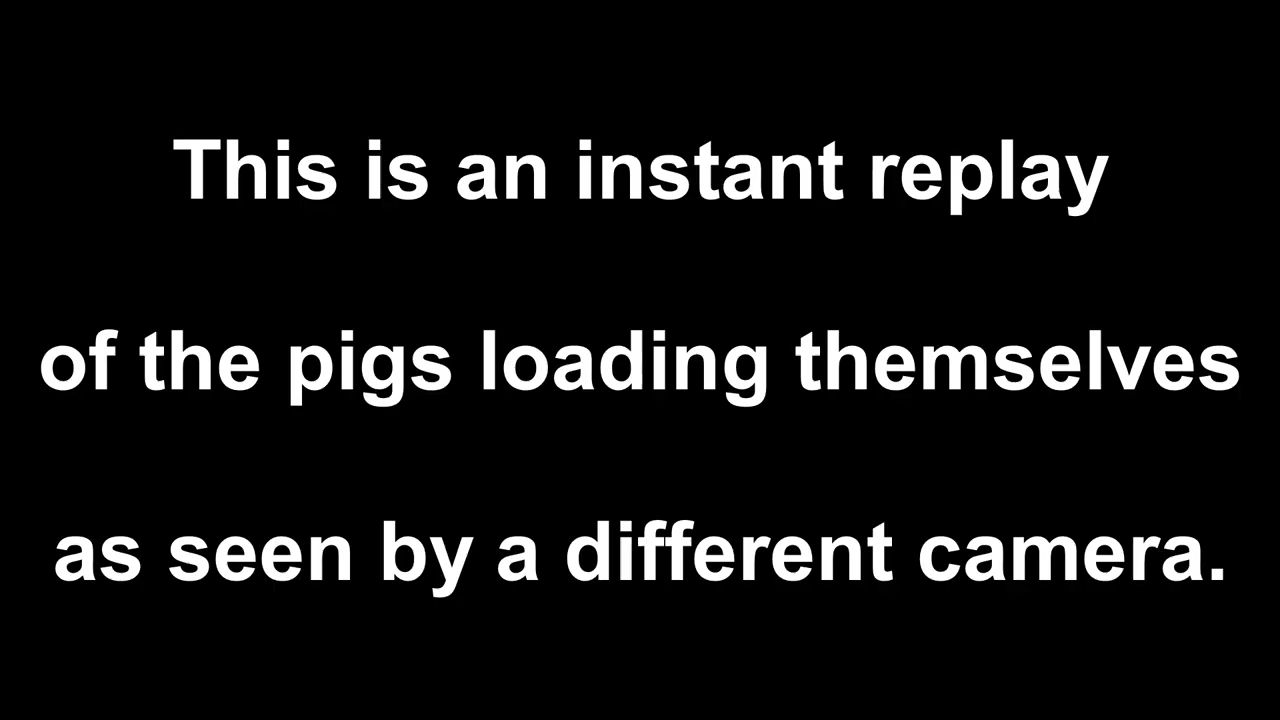 This is an instant replay
of the pigs loading themselves
as seen by a different camera.